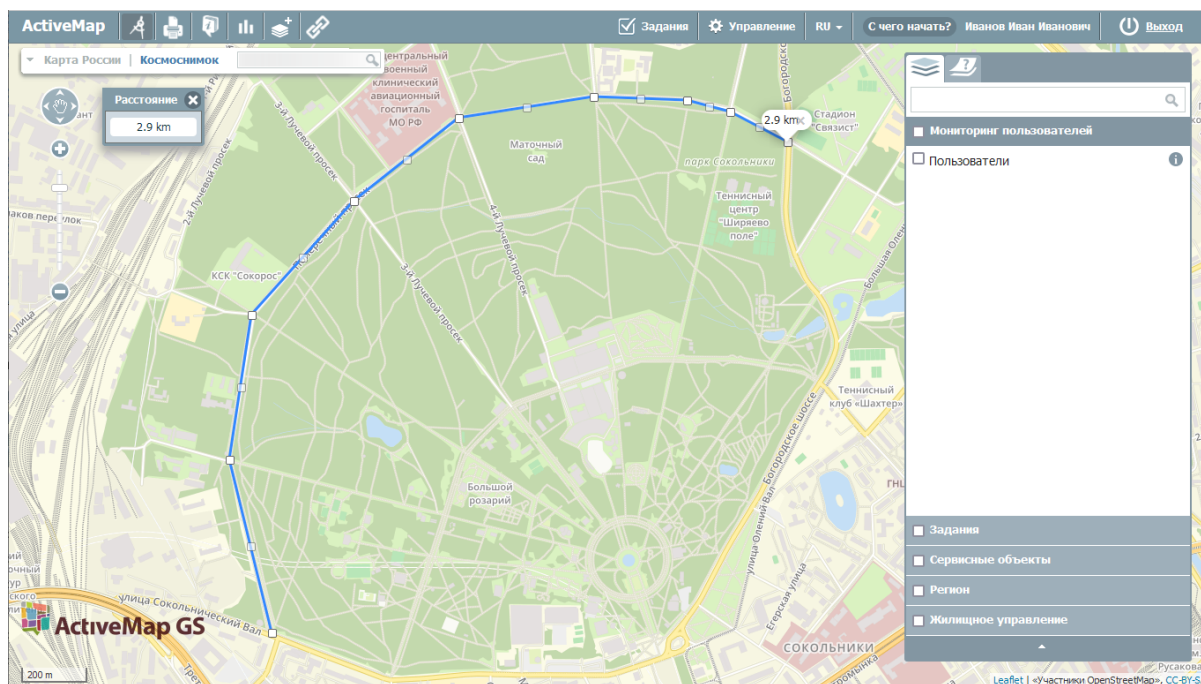 ActiveMap
Задания
Управление
RU
С чего начать?
Иванов Иван Иванович
Выход
Карта России | Космоснимок
Расстояние
2.9 km
2.9 km
Центральный
военный
клинический
авиационный
госпиталь
МО РФ
3-й Лучевой просек
2-й Лучевой просек
Маточный
сад
парк Сокольники
Стадион
"Связист"
Теннисный
центр
"Ширяево
поле"
4-й Лучевой просек
3-й Лучевой просек
КСК "Сокорос"
Теннисный
клуб «Шахтер»
Богородское шоссе
Большой
розарий
улица Олений Вал
Егерская улица
улица Сокольнический Вал
СОКОЛЬНИКИ
ActiveMap GS
200 m
Мониторинг пользователей
Пользователи
Задания
Сервисные объекты
Регион
Жилищное управление
Leaflet | «Участники OpenStreetMap», CC-BY-S